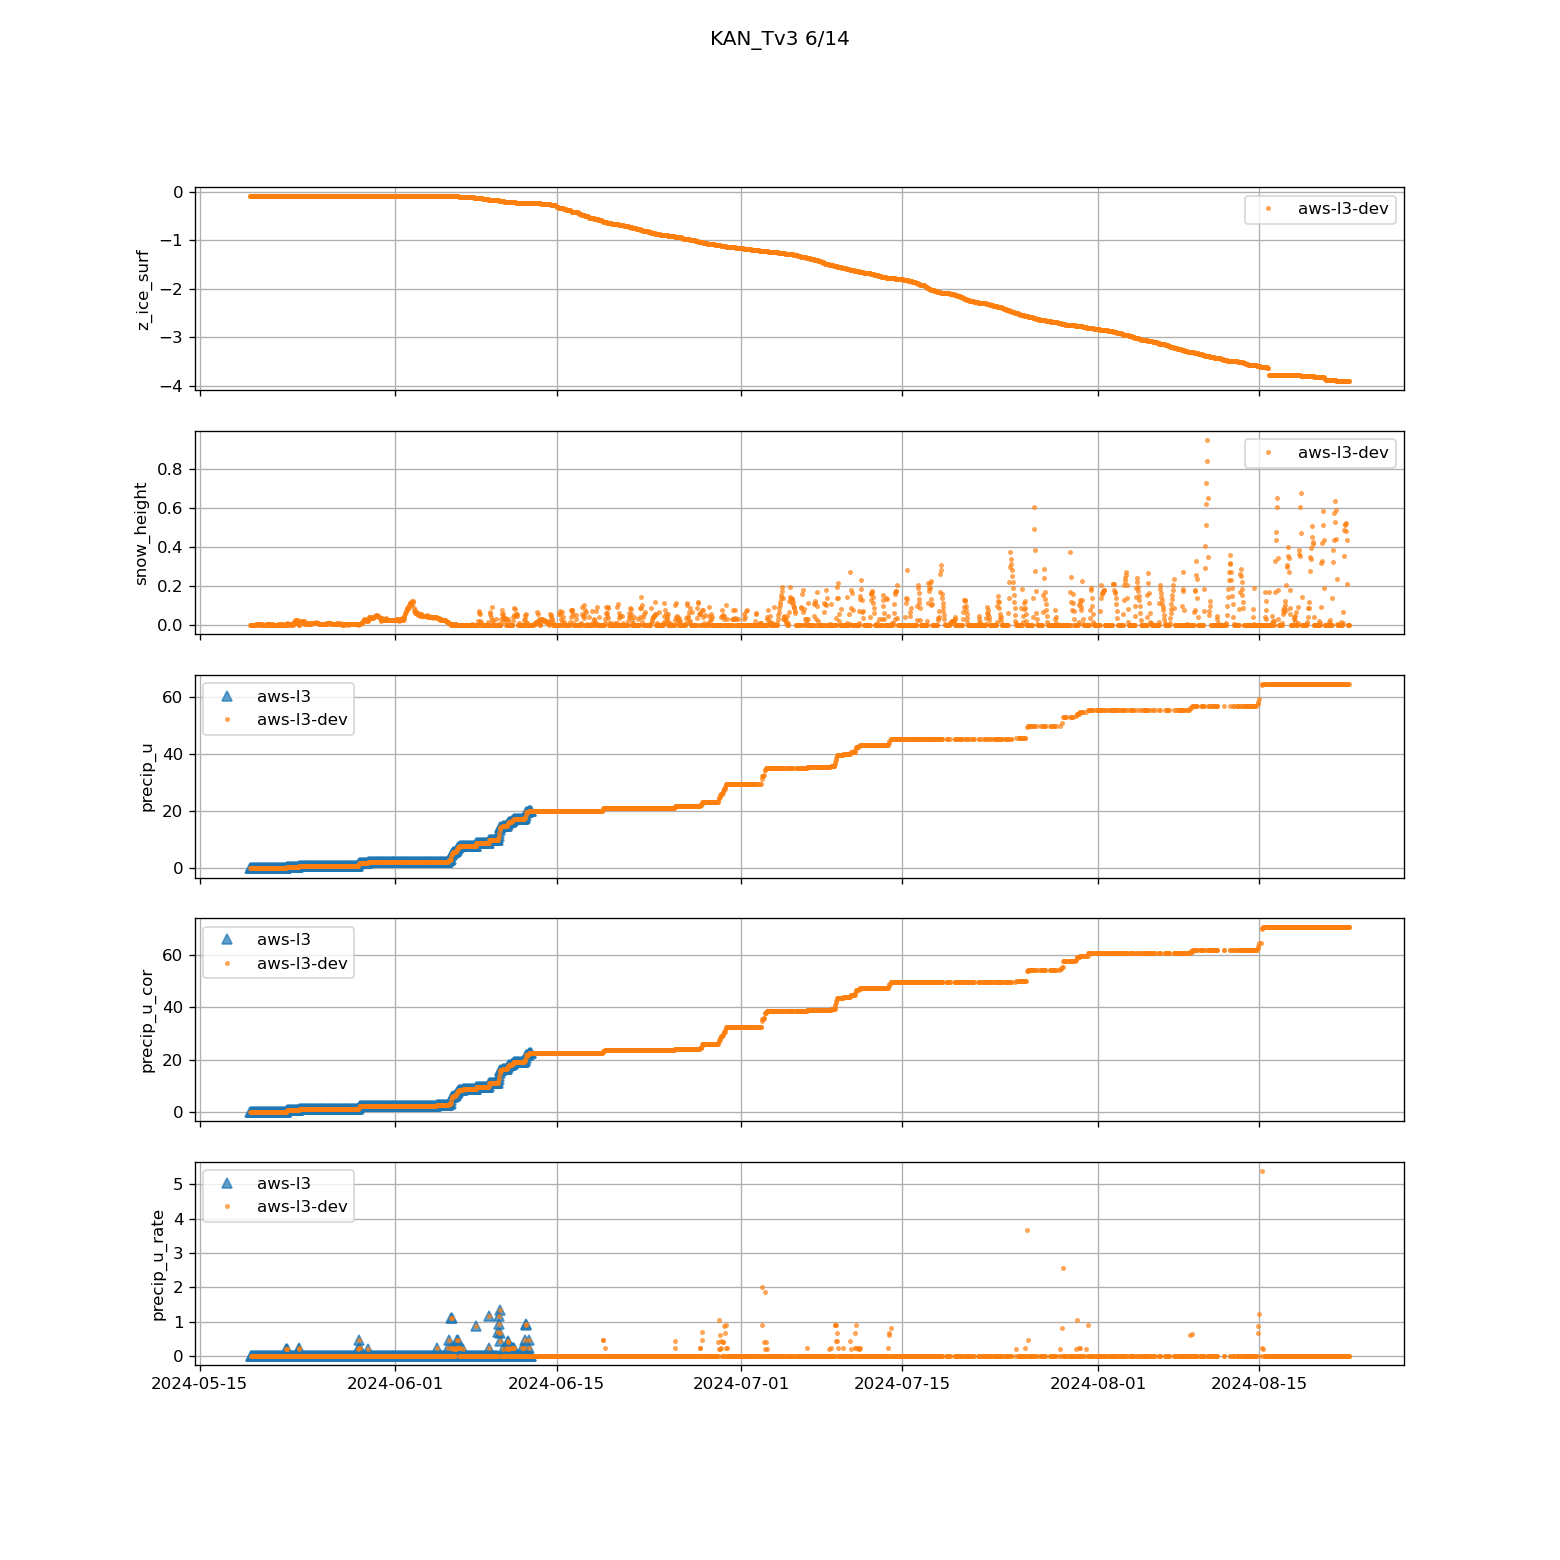 KAN_Tv3 6/14
0
−1
−2
−3
−4
z_ice_surf
aws-l3-dev
0.8
0.6
0.4
0.2
0.0
snow_height
aws-l3-dev
60
40
20
0
precip_u
aws-l3
aws-l3-dev
60
40
20
0
precip_u_cor
aws-l3
aws-l3-dev
5
4
3
2
1
0
precip_u_rate
aws-l3
aws-l3-dev
2024-05-15 2024-06-01 2024-06-15 2024-07-01 2024-07-15 2024-08-01 2024-08-15